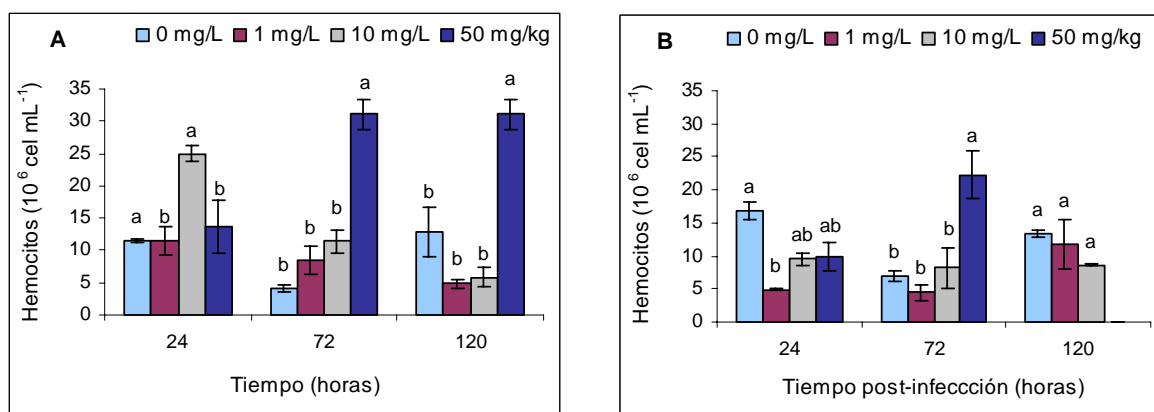 A
0 mg/L 1 mg/L 10 mg/L 50 mg/kg
Hemocitos (10⁶ cel mL⁻¹)
35
30
25
20
15
10
5
0
a b a b
b b b a
b b b a
24 72 120
Tiempo (horas)
B
0 mg/L 1 mg/L 10 mg/L 50 mg/kg
Hemocitos (10⁶ cel mL⁻¹)
35
30
25
20
15
10
5
0
a b ab ab
b b b a
a a a
24 72 120
Tiempo post-infeccción (horas)